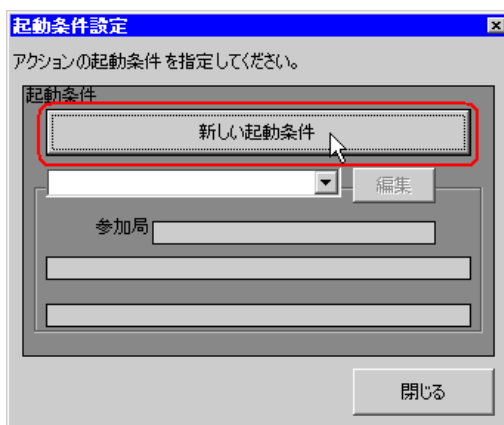 起動条件設定
アクションの起動条件を指定してください。
起動条件
新しい起動条件
編集
参加局
閉じる